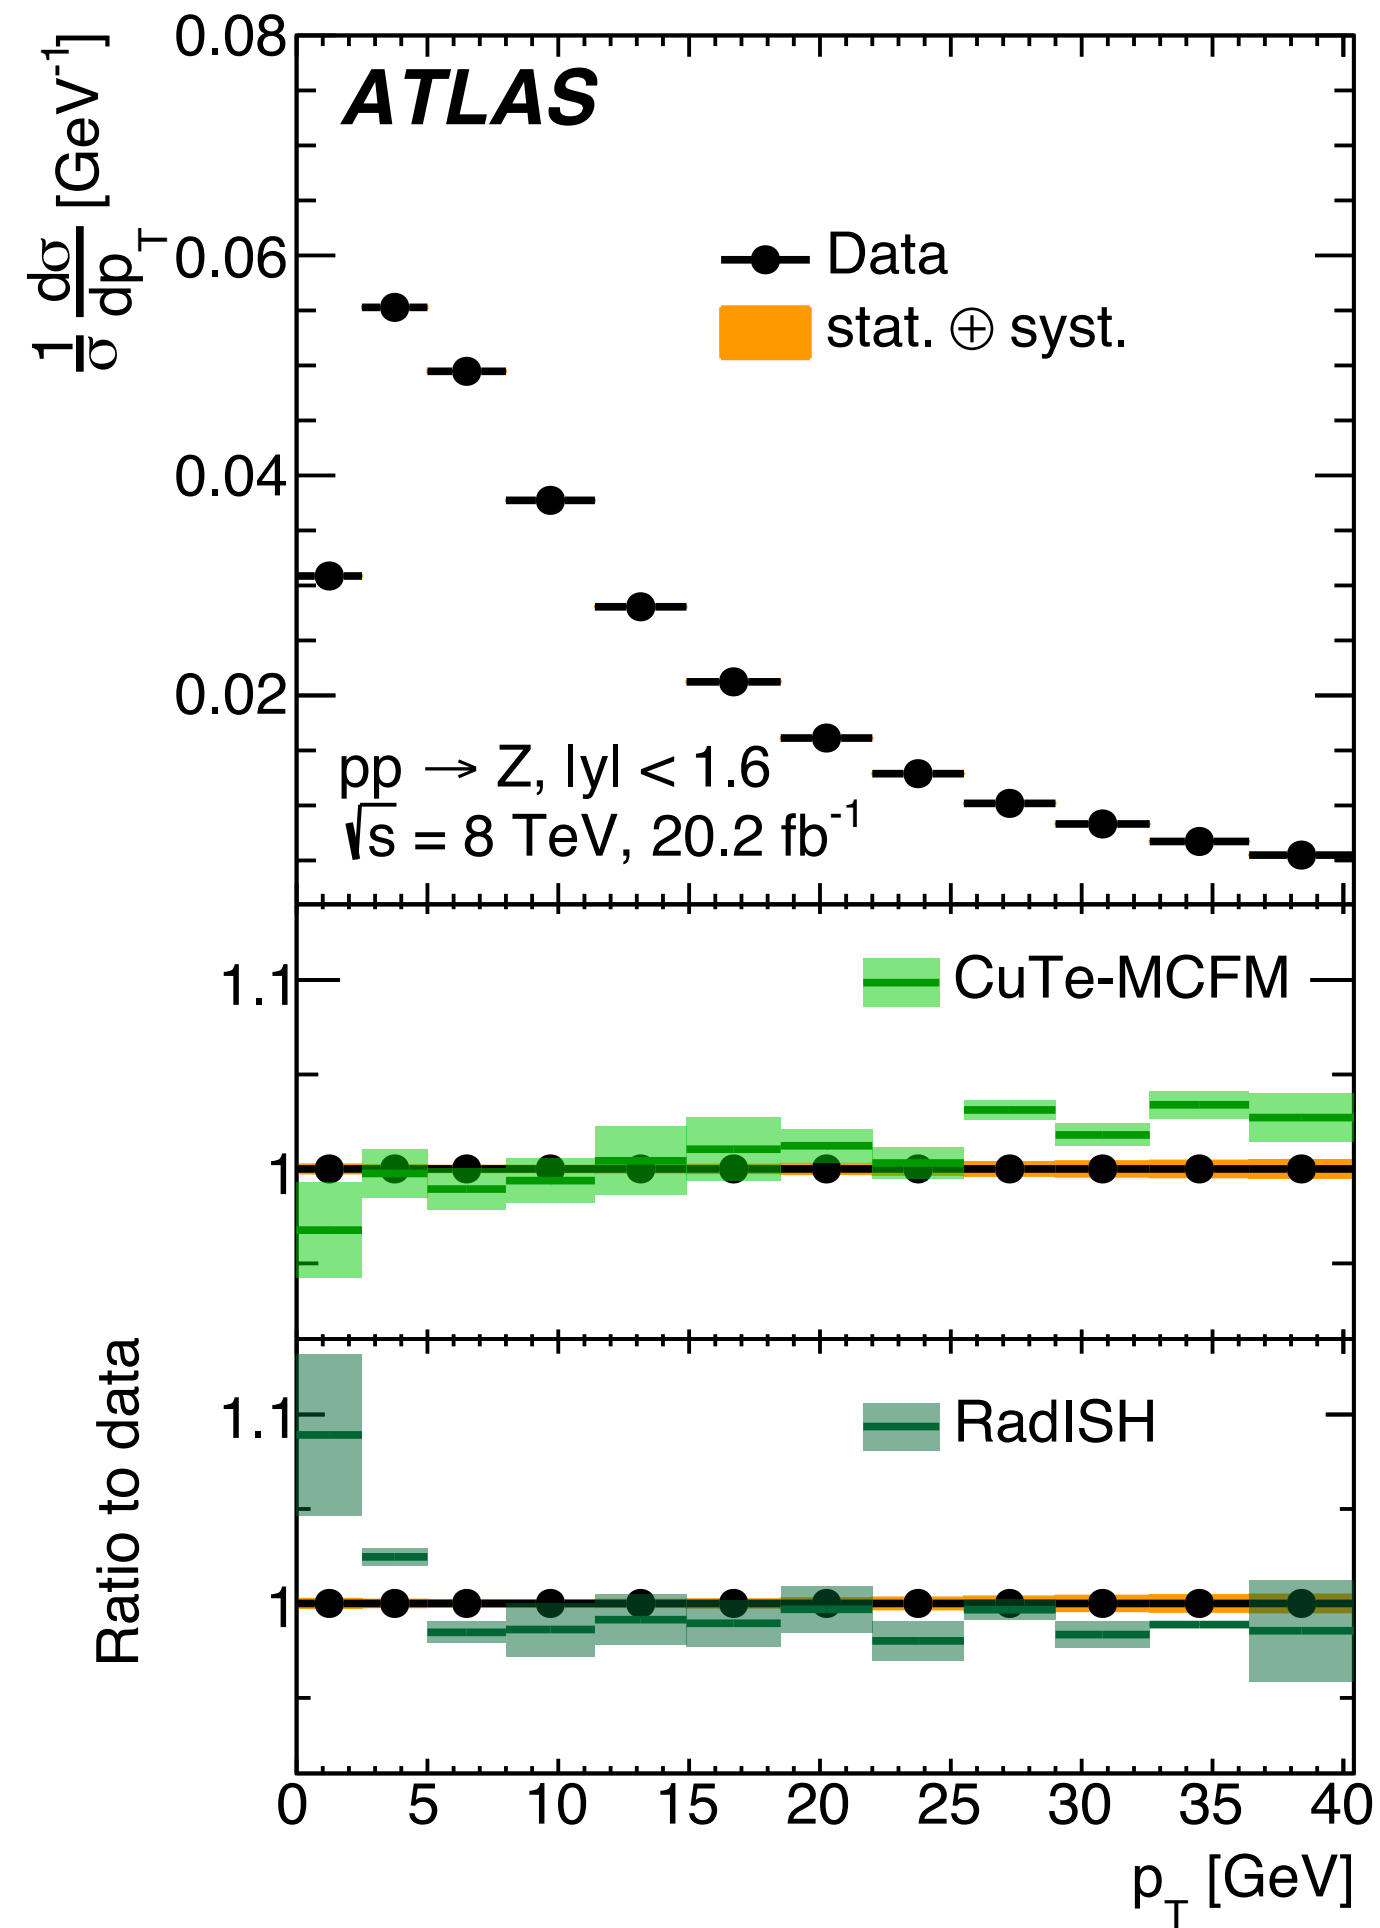 ATLAS
1/σ dσ/dp_T [GeV⁻¹]
0.08
0.06
0.04
0.02
Data
stat. ⊕ syst.
pp → Z, |y| < 1.6
√s = 8 TeV, 20.2 fb⁻¹
1.1
1
CuTe-MCFM
Ratio to data
1.1
1
RadISH
0 5 10 15 20 25 30 35 40
p_T [GeV]